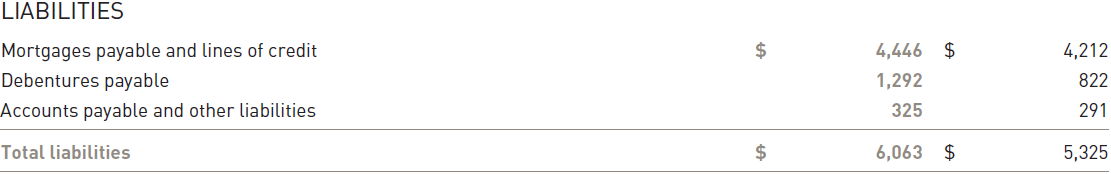 LIABILITIES
Mortgages payable and lines of credit $ 4,446 $ 4,212
Debentures payable 1,292 822
Accounts payable and other liabilities 325 291
Total liabilities $ 6,063 $ 5,325